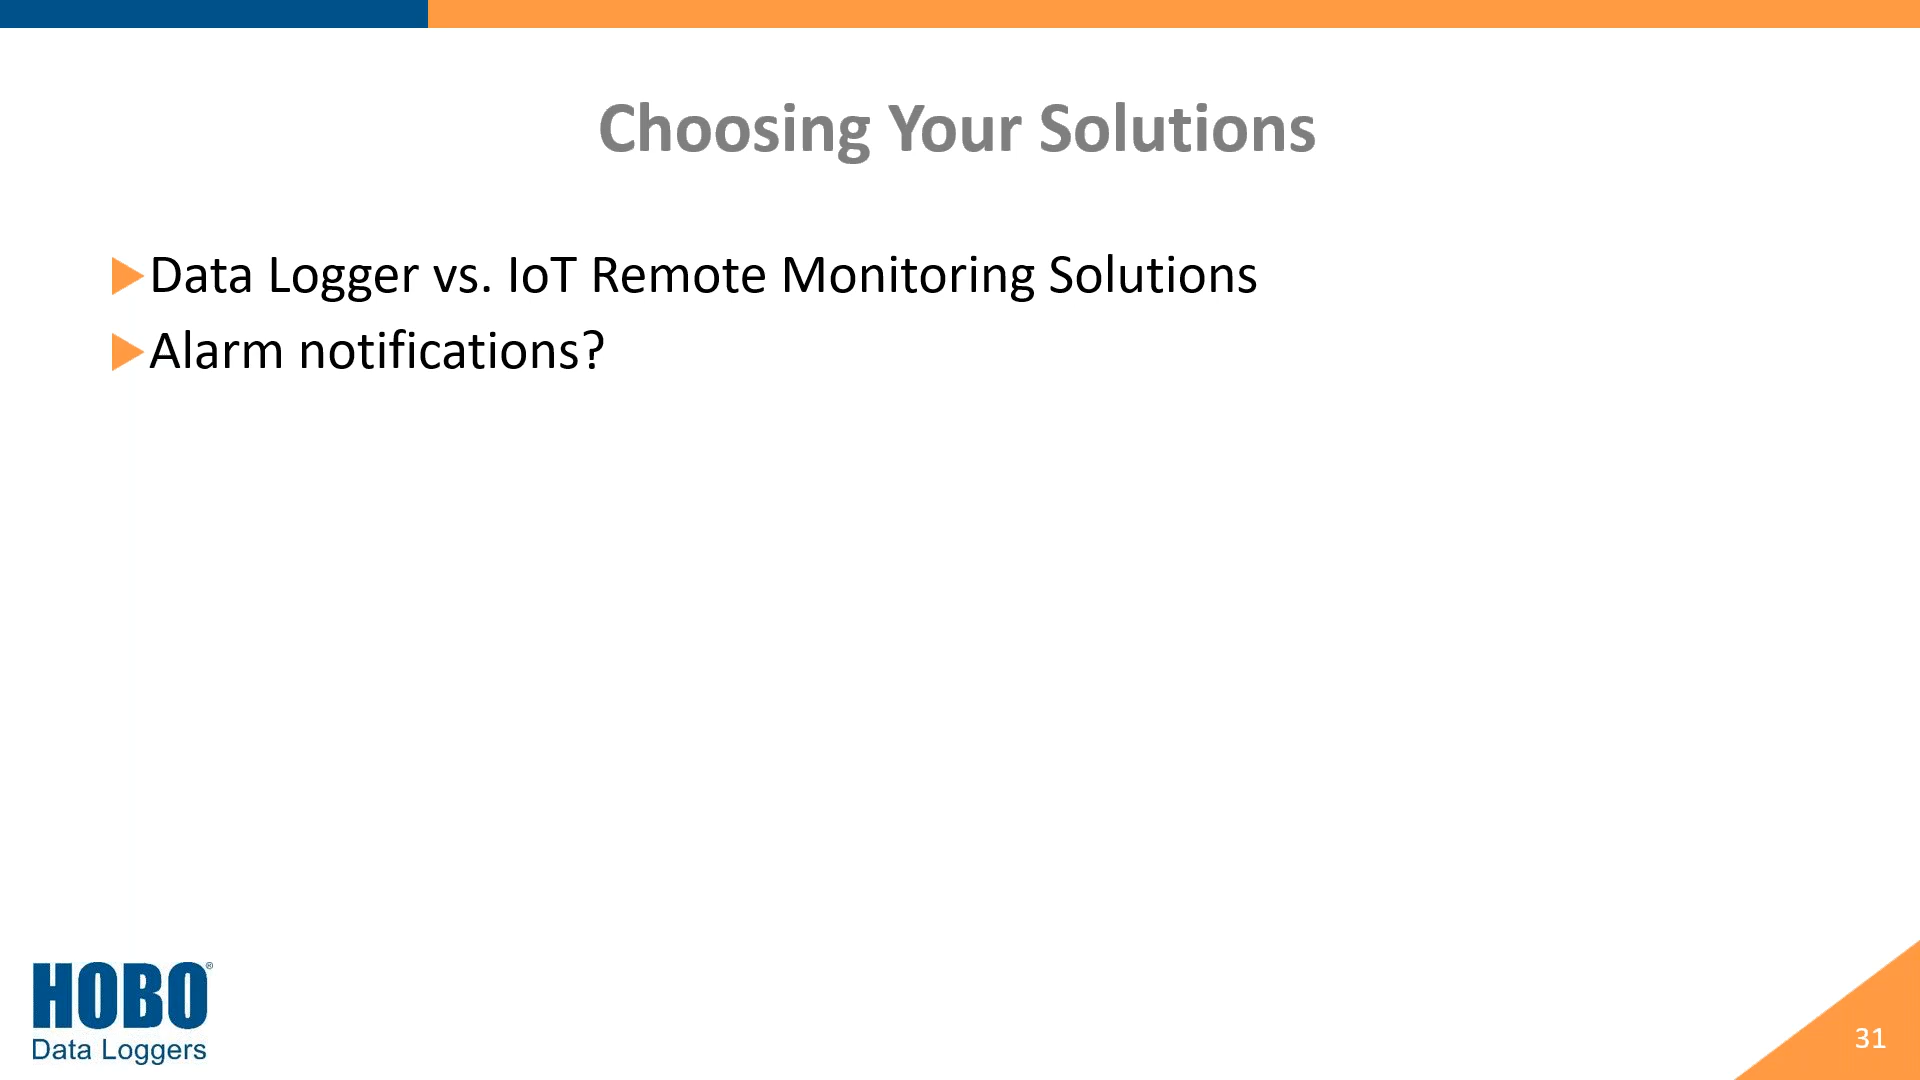 Choosing Your Solutions
Data Logger vs. IoT Remote Monitoring Solutions
Alarm notifications?
HOBO®
Data Loggers
31